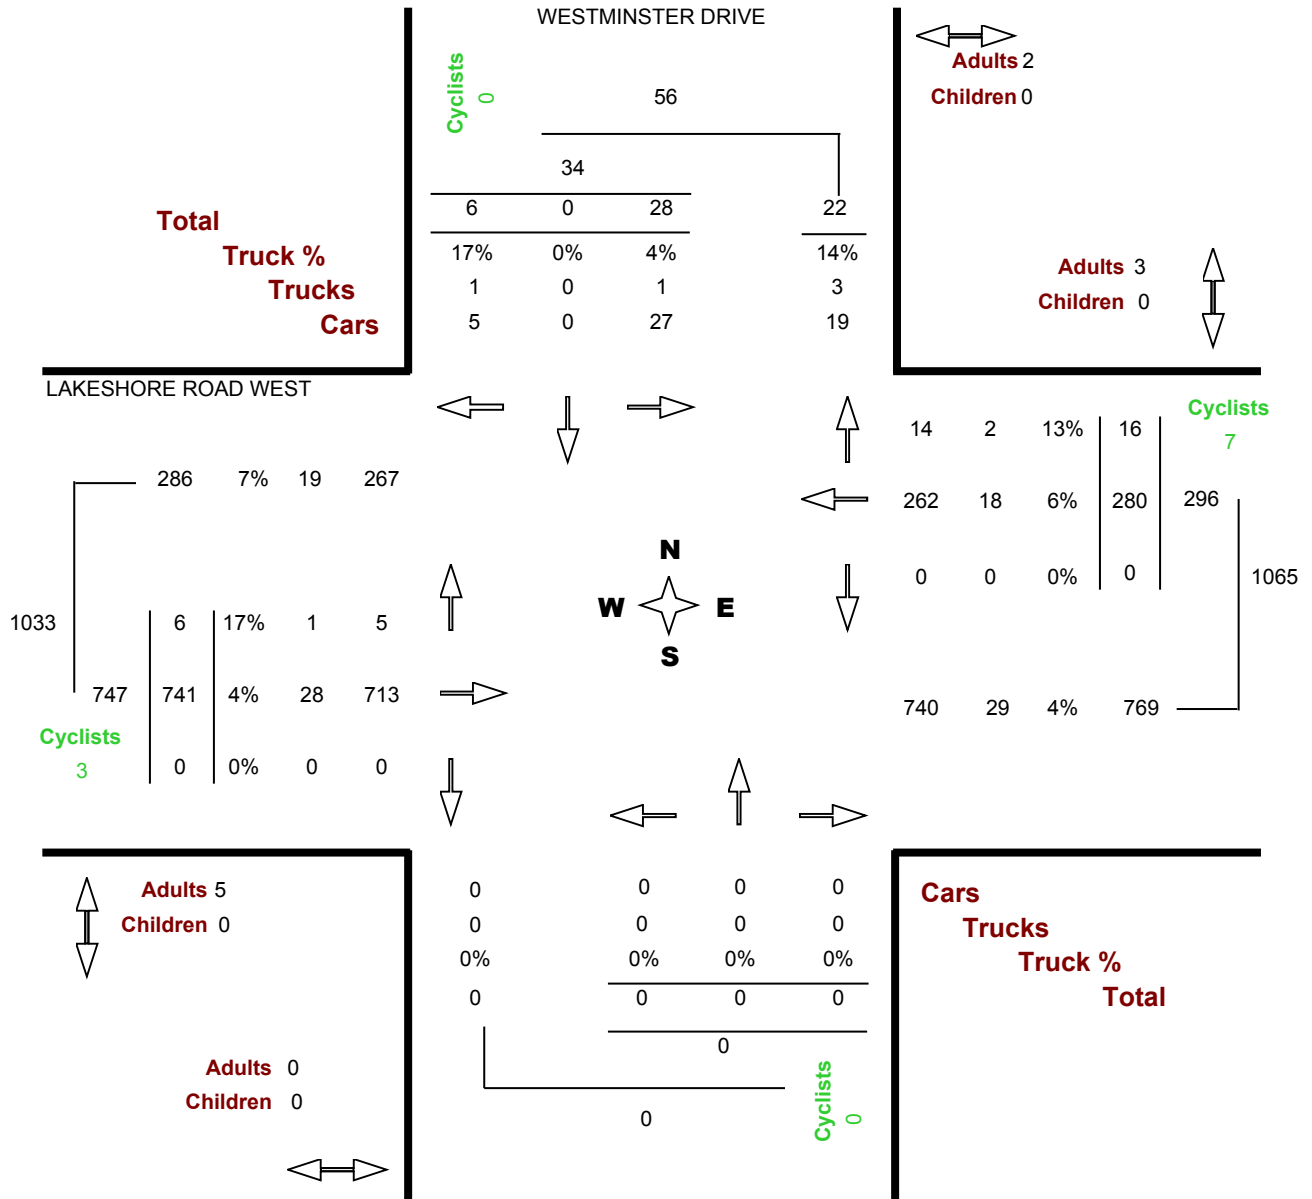 WESTMINSTER DRIVE
Adults 2
Children 0
Cyclists
0
56
34
6 0 28 22
Total
Truck %
Trucks
Cars
17% 0% 4% 14%
1 0 1 3
5 0 27 19
Adults 3
Children 0
LAKESHORE ROAD WEST
Cyclists
7
14 2 13% 16
286 7% 19 267
262 18 6% 280 296
N
W E
S
0 0 0% 0
1065
1033
6 17% 1 5
747 741 4% 28 713
740 29 4% 769
Cyclists
3
0 0% 0 0
Adults 5
Children 0
0 0 0 0
0 0 0 0
0% 0% 0% 0%
0 0 0 0
0
Cars
Trucks
Truck %
Total
Adults 0
Children 0
0
Cyclists
0